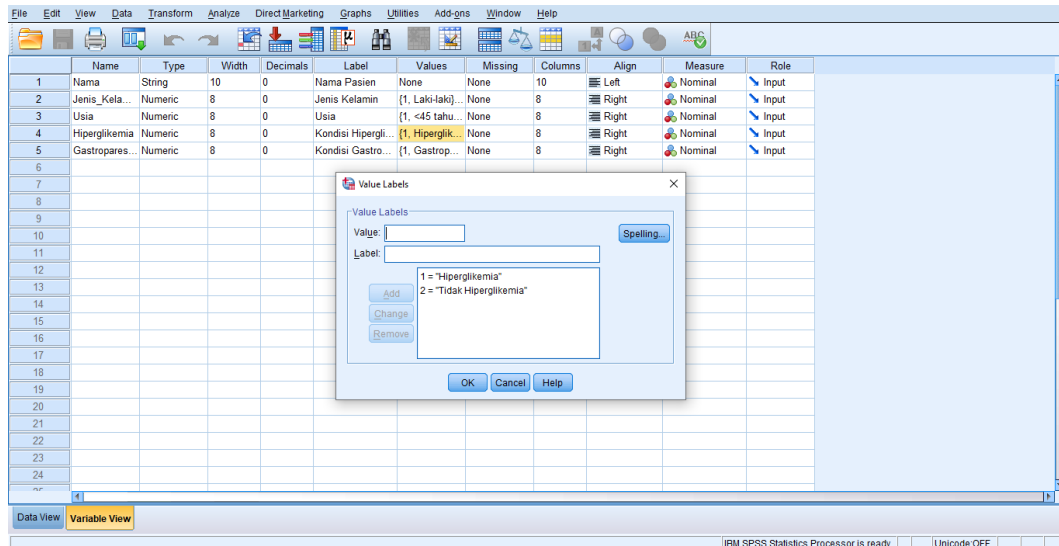 File Edit View Data Transform Analyze Direct Marketing Graphs Utilities Add-ons Window Help
Name Type Width Decimals Label Values Missing Columns Align Measure Role
1 Nama String 10 0 Nama Pasien None None 10 Left Nominal Input
2 Jenis_Kela... Numeric 8 0 Jenis Kelamin {1, Laki-laki}... None 8 Right Nominal Input
3 Usia Numeric 8 0 Usia {1, <45 tahu... None 8 Right Nominal Input
4 Hiperglikemia Numeric 8 0 Kondisi Hipergli... {1, Hiperglik... None 8 Right Nominal Input
5 Gastropares... Numeric 8 0 Kondisi Gastro... {1, Gastrop... None 8 Right Nominal Input
6
7
8
9
10
11
12
13
14
15
16
17
18
19
20
21
22
23
24
Value Labels
Value Labels
Value:
Spelling...
Label:
1 = "Hiperglikemia"
2 = "Tidak Hiperglikemia"
Add
Change
Remove
OK Cancel Help
Data View Variable View
IBM SPSS Statistics Processor is ready Unicode:OFF